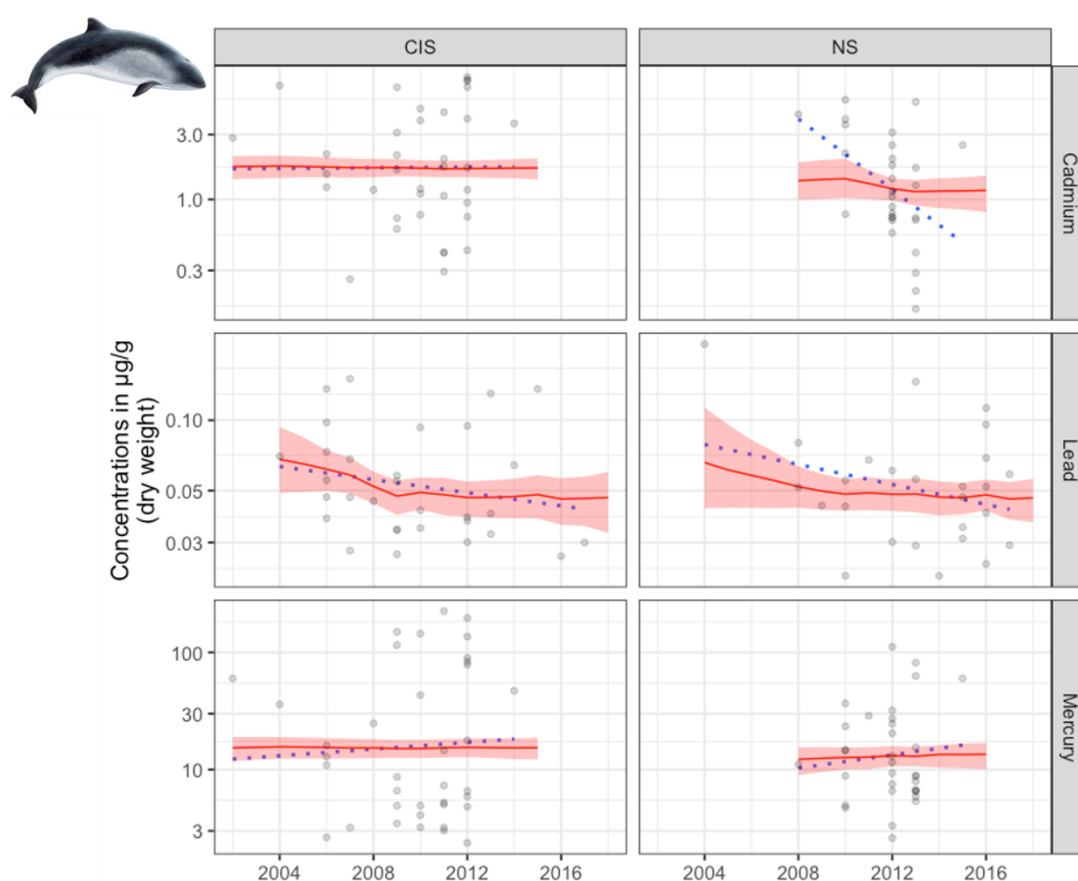 CIS
NS
3.0
1.0
0.3
Cadmium
Concentrations in µg/g
(dry weight)
0.10
0.05
0.03
Lead
100
30
10
3
Mercury
2004
2008
2012
2016
2004
2008
2012
2016